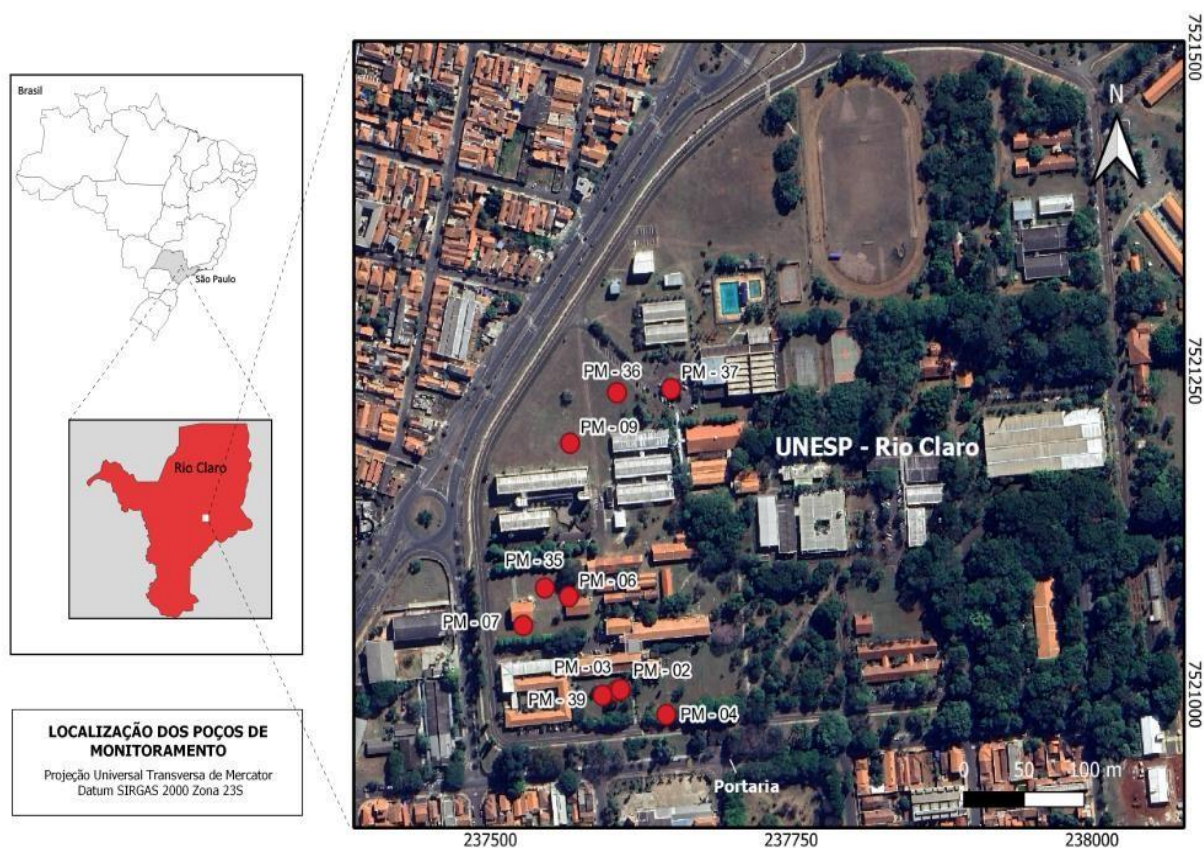 Brasil
São Paulo
Rio Claro
LOCALIZAÇÃO DOS POÇOS DE
MONITORAMENTO
Projeção Universal Transversa de Mercator
Datum SIRGAS 2000 Zona 23S
N
PM - 36
PM - 37
PM - 09
UNESP - Rio Claro
PM - 35
PM - 06
PM - 07
PM - 03
PM - 02
PM - 39
PM - 04
Portaria
0 50 100 m
7521500
7521250
7521000
237500
237750
238000